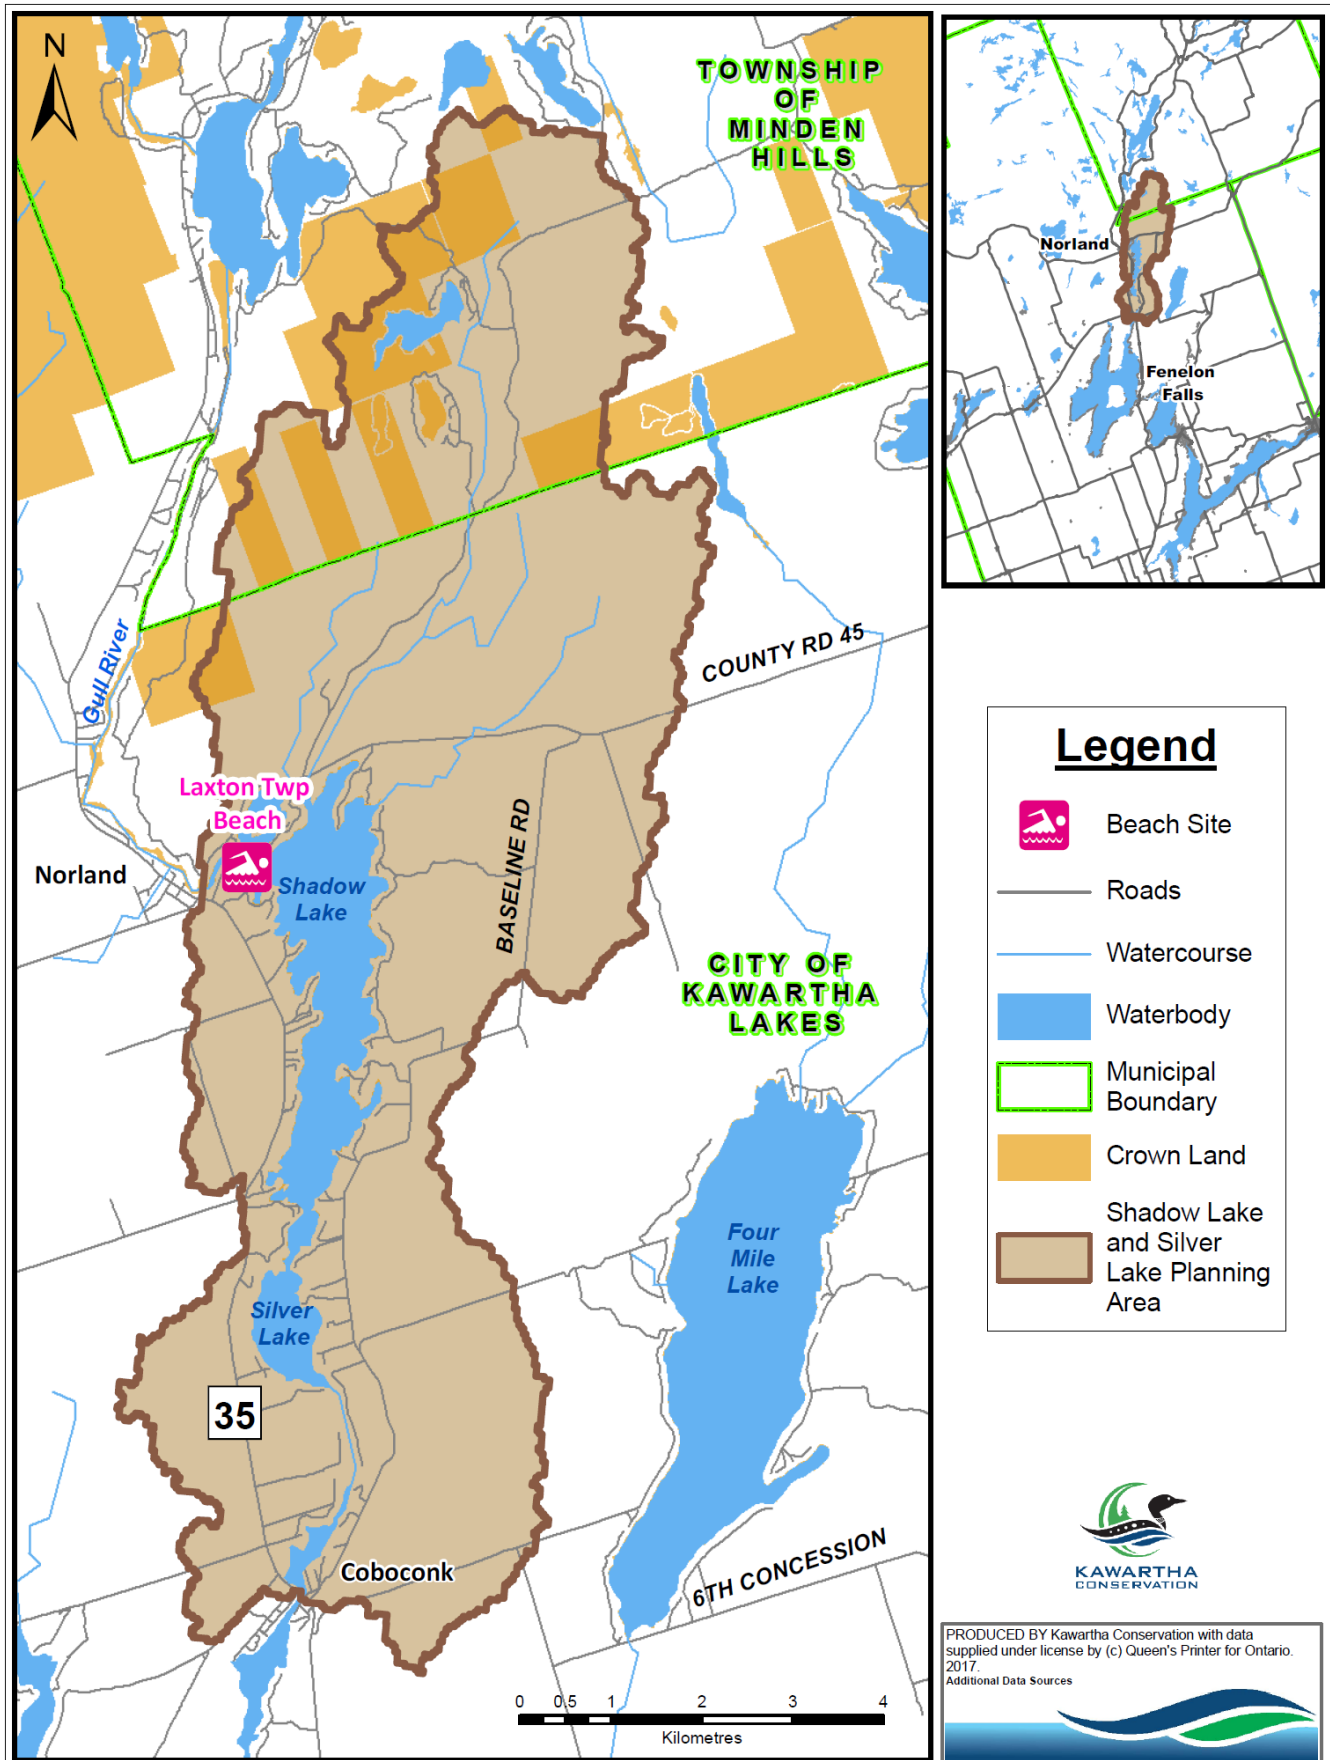 N
TOWNSHIP
OF
MINDEN
HILLS
Gull River
COUNTY RD 45
Laxton Twp
Beach
Norland
Shadow
Lake
BASELINE RD
CITY OF
KAWARTHA
LAKES
Four
Mile
Lake
Silver
Lake
35
Coboconk
6TH CONCESSION
0 0.5 1 2 3 4
Kilometres
Norland
Fenelon
Falls
Legend
Beach Site
Roads
Watercourse
Waterbody
Municipal
Boundary
Crown Land
Shadow Lake
and Silver
Lake Planning
Area
KAWARTHA
CONSERVATION
PRODUCED BY Kawartha Conservation with data
supplied under license by (c) Queen's Printer for Ontario.
2017.
Additional Data Sources